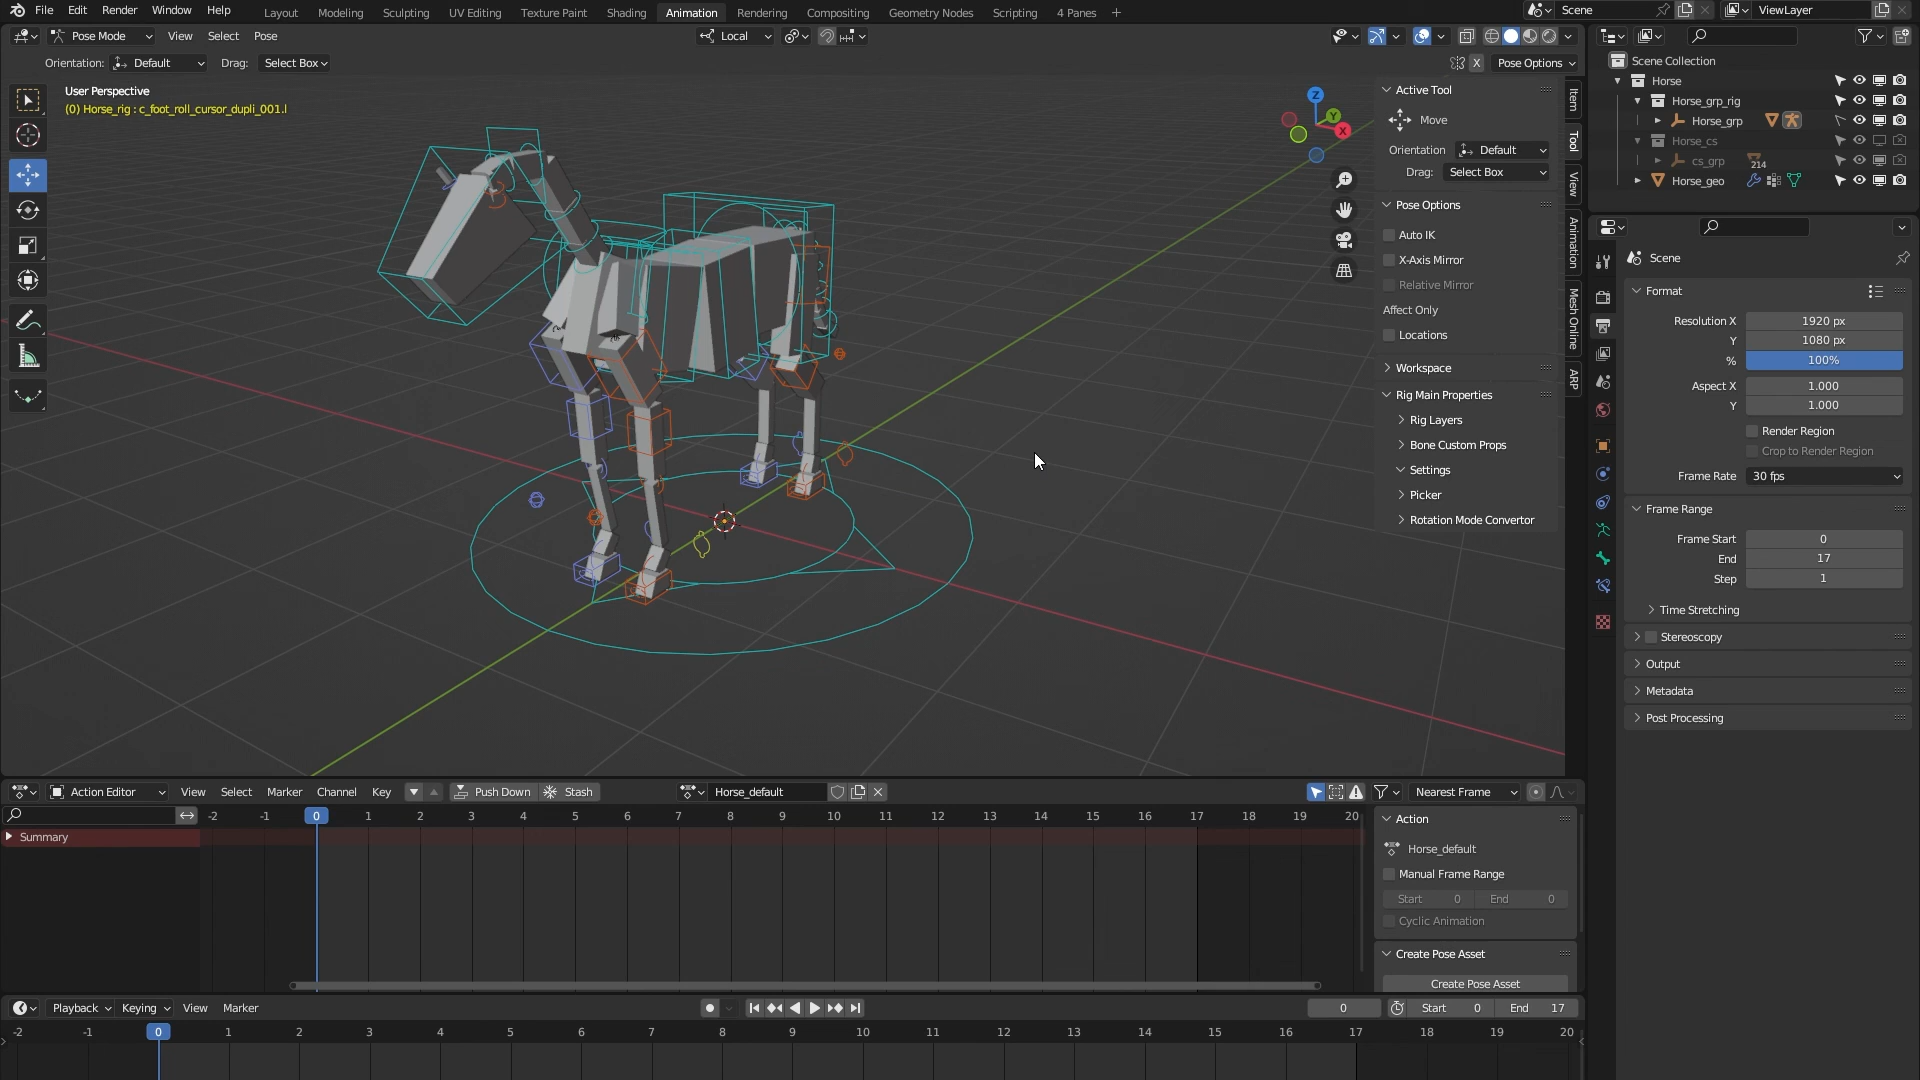 File Edit Render Window Help Layout Modeling Sculpting UV Editing Texture Paint Shading Animation Rendering Compositing Geometry Nodes Scripting 4 Panes + Scene ViewLayer
Pose Mode View Select Pose Local
Orientation: Default Drag: Select Box X Pose Options
User Perspective
(0) Horse_rig : c_foot_roll_cursor_dupli_001.l
Z
Y
X
Active Tool
Move
Orientation Default
Drag: Select Box
Pose Options
Auto IK
X-Axis Mirror
Relative Mirror
Affect Only
Locations
Workspace
Rig Main Properties
Rig Layers
Bone Custom Props
Settings
Picker
Rotation Mode Convertor
Item
Tool
View
Animation
Mesh Online
ARP
Scene Collection
Horse
Horse_grp_rig
Horse_grp
Horse_cs
cs_grp 214
Horse_geo
Scene
Format
Resolution X 1920 px
Y 1080 px
% 100%
Aspect X 1.000
Y 1.000
Render Region
Crop to Render Region
Frame Rate 30 fps
Frame Range
Frame Start 0
End 17
Step 1
Time Stretching
Stereoscopy
Output
Metadata
Post Processing
Action Editor View Select Marker Channel Key Push Down Stash Horse_default Nearest Frame
-2 -1 0 1 2 3 4 5 6 7 8 9 10 11 12 13 14 15 16 17 18 19 20
Summary
Action
Horse_default
Manual Frame Range
Start 0 End 0
Cyclic Animation
Create Pose Asset
Create Pose Asset
Playback Keying View Marker 0 Start 0 End 17
-2 -1 0 1 2 3 4 5 6 7 8 9 10 11 12 13 14 15 16 17 18 19 20